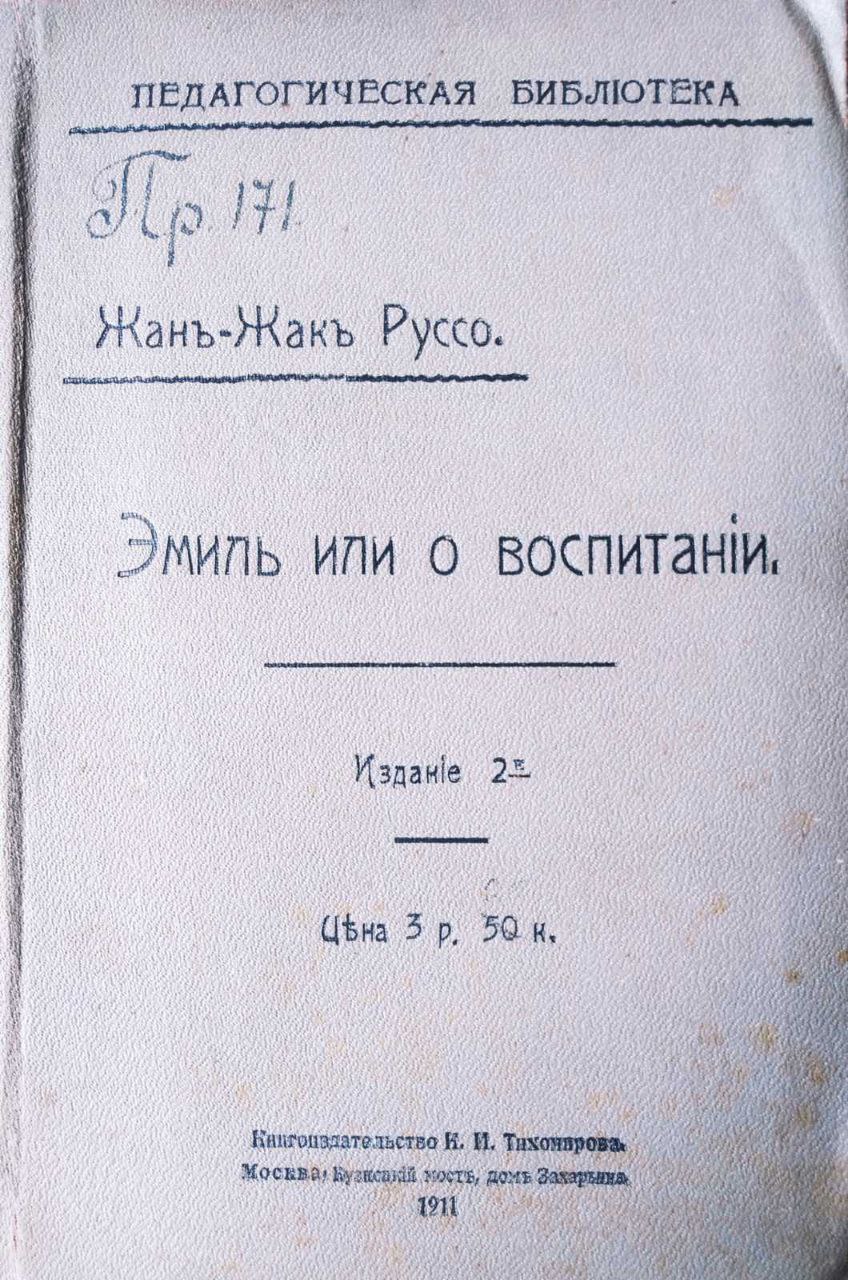 ПЕДАГОГИЧЕСКАЯ БИБЛІОТЕКА
Пр. 171.
Жанъ-Жакъ Руссо.
Эмиль или о воспитаніи.
Изданіе 2е
Цѣна 3 р. 50 к.
Книгоиздательство К. И. Тихомирова.
Москва, Кузнецкій мостъ, домъ Захарьина.
1911